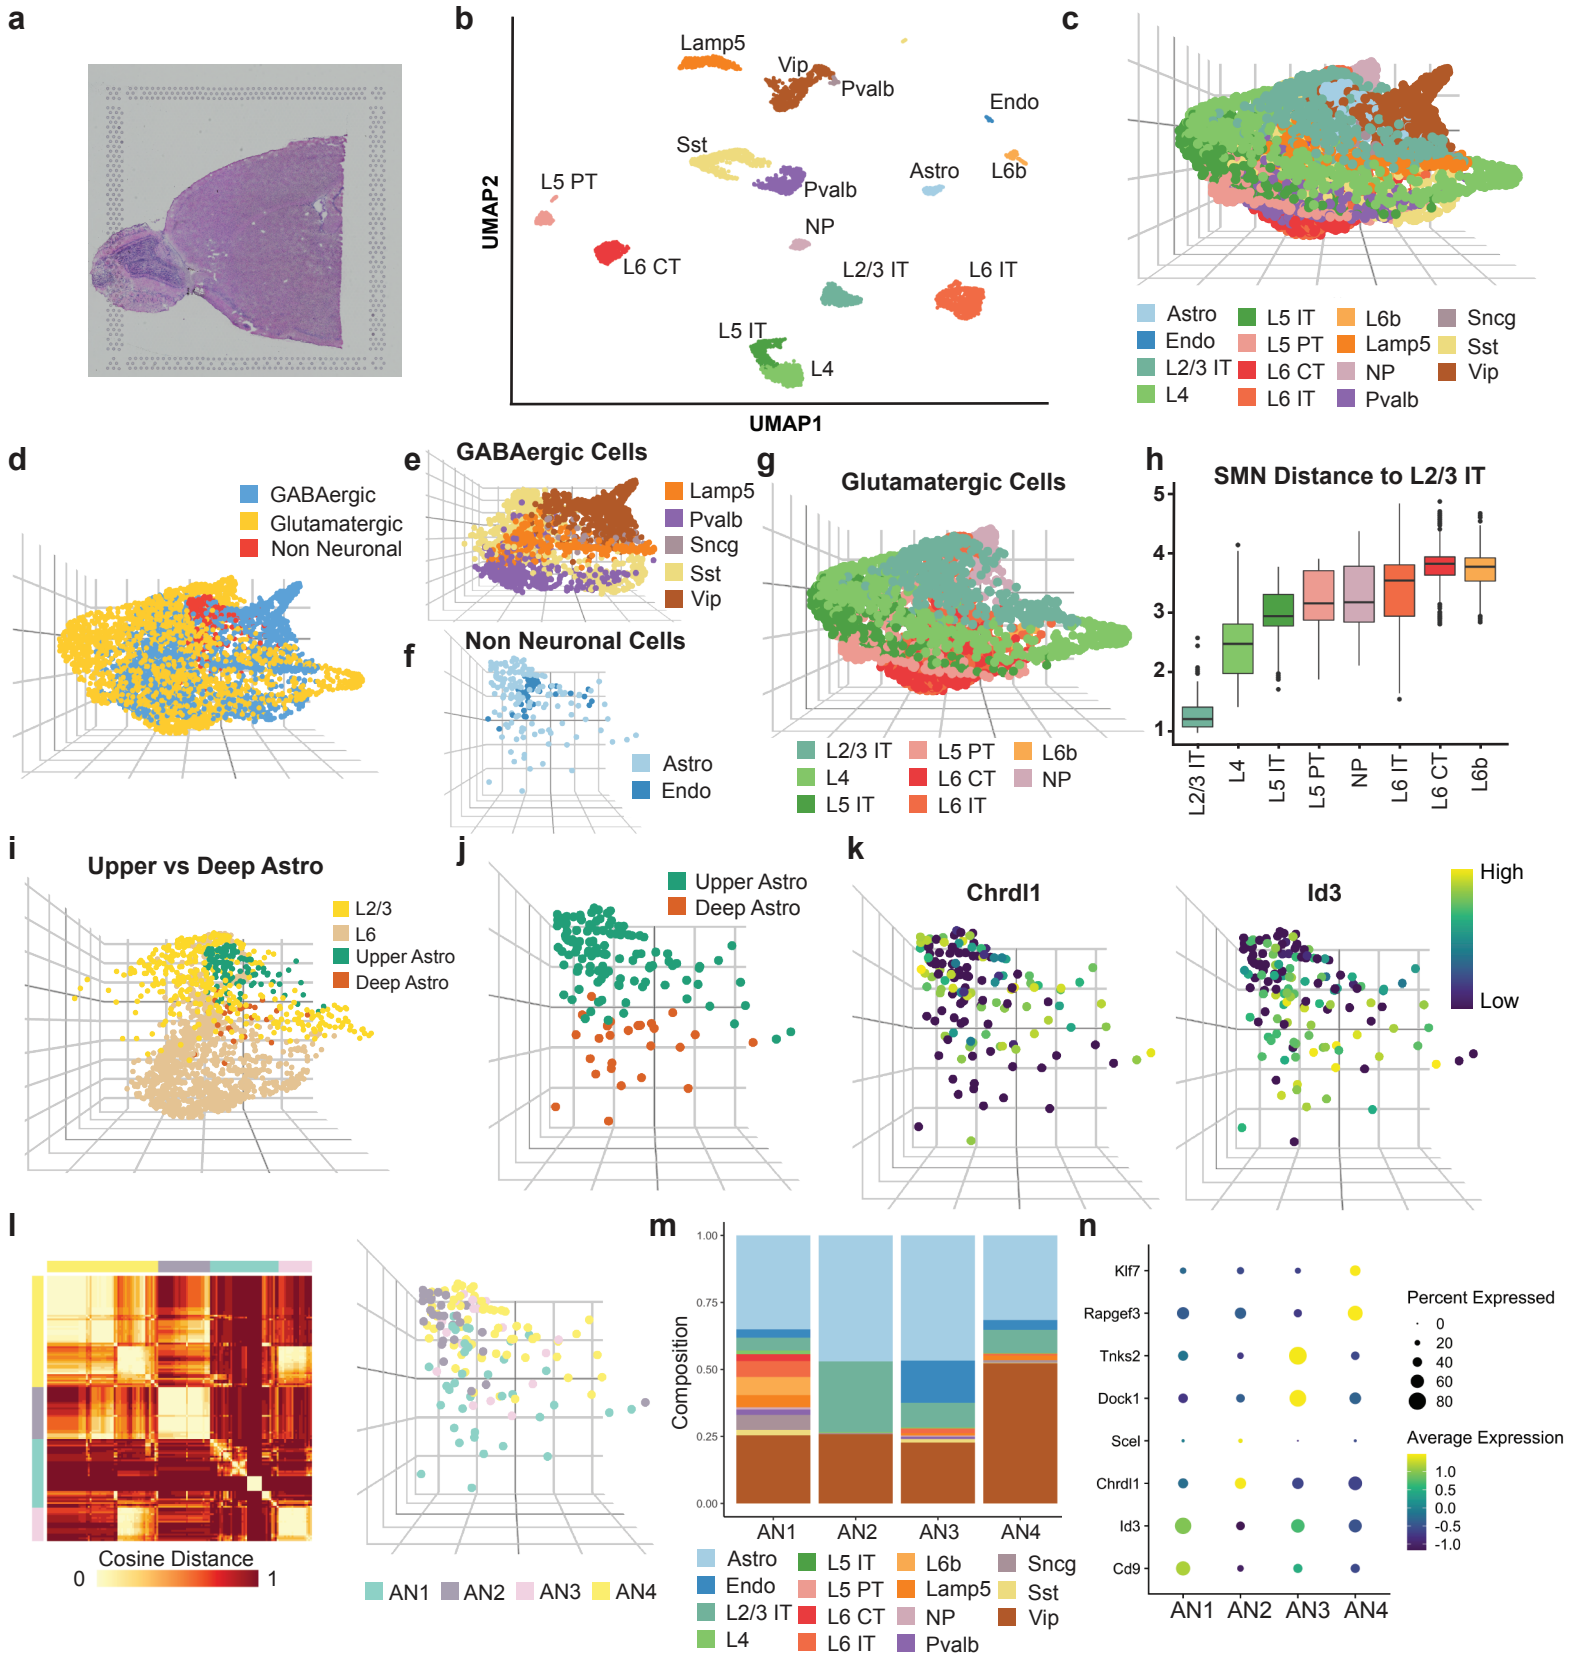 a
b
Lamp5
Vip
Pvalb
Endo
Sst
L6b
Astro
Pvalb
L5 PT
NP
L6 CT
L2/3 IT
L6 IT
L5 IT
L4
UMAP2
UMAP1
c
Astro
Endo
L2/3 IT
L4
L5 IT
L5 PT
L6 CT
L6 IT
L6b
Lamp5
NP
Pvalb
Sncg
Sst
Vip
d
GABAergic
Glutamatergic
Non Neuronal
e
GABAergic Cells
Lamp5
Pvalb
Sncg
Sst
Vip
f
Non Neuronal Cells
Astro
Endo
g
Glutamatergic Cells
L2/3 IT
L4
L5 IT
L5 PT
L6 CT
L6 IT
L6b
NP
h
SMN Distance to L2/3 IT
5
4
3
2
1
L2/3 IT
L4
L5 IT
L5 PT
NP
L6 IT
L6 CT
L6b
i
Upper vs Deep Astro
L2/3
L6
Upper Astro
Deep Astro
j
Upper Astro
Deep Astro
k
Chrdl1
Id3
High
Low
l
Cosine Distance
0
1
AN1
AN2
AN3
AN4
m
Composition
1.00
0.75
0.50
0.25
0.00
AN1
AN2
AN3
AN4
Astro
Endo
L2/3 IT
L4
L5 IT
L5 PT
L6 CT
L6 IT
L6b
Lamp5
NP
Pvalb
Sncg
Sst
Vip
n
Klf7
Rapgef3
Tnks2
Dock1
Scel
Chrdl1
Id3
Cd9
AN1
AN2
AN3
AN4
Percent Expressed
0
20
40
60
80
Average Expression
1.0
0.5
0.0
-0.5
-1.0